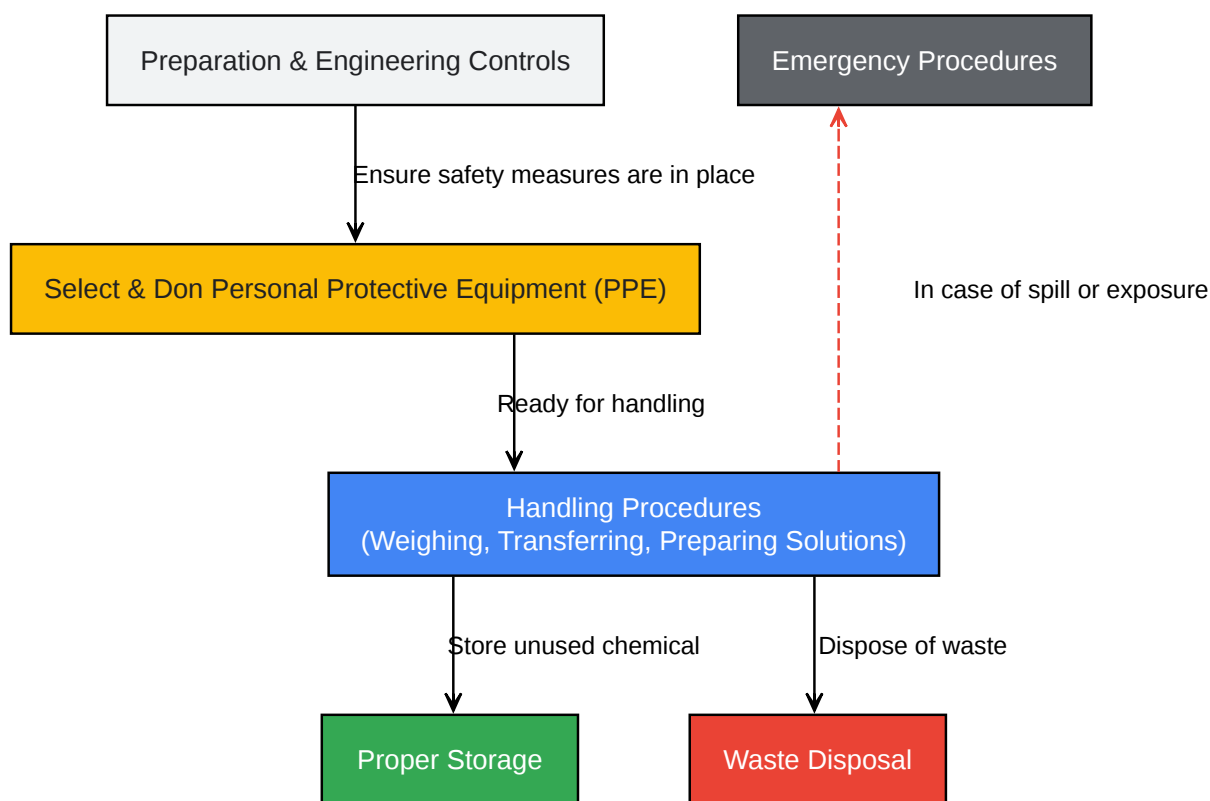 Preparation & Engineering Controls
Emergency Procedures
Ensure safety measures are in place
Select & Don Personal Protective Equipment (PPE)
In case of spill or exposure
Ready for handling
Handling Procedures
(Weighing, Transferring, Preparing Solutions)
Store unused chemical
Dispose of waste
Proper Storage
Waste Disposal